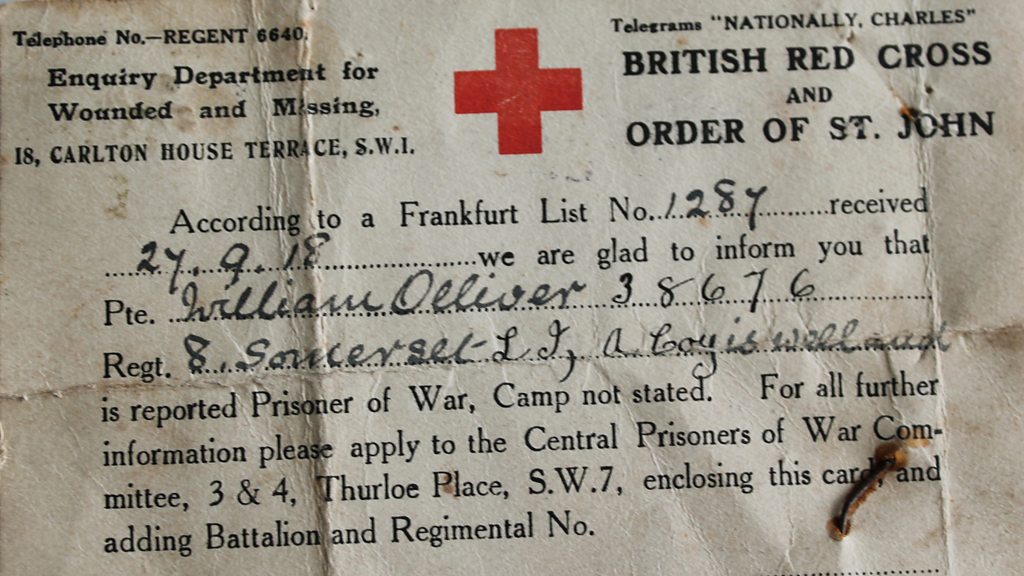 Telephone No.—REGENT 6640.
Enquiry Department for
Wounded and Missing,
18, CARLTON HOUSE TERRACE, S.W.I.
Telegrams "NATIONALLY, CHARLES"
BRITISH RED CROSS
AND
ORDER OF ST. JOHN
According to a Frankfurt List No. 1287 received
27.9.18 we are glad to inform you that
Pte. William Olliver 38676
Regt. 8. Somerset L I, A Coy is well and
is reported Prisoner of War, Camp not stated. For all further
information please apply to the Central Prisoners of War Com-
mittee, 3 & 4, Thurloe Place, S.W.7, enclosing this card, and
adding Battalion and Regimental No.